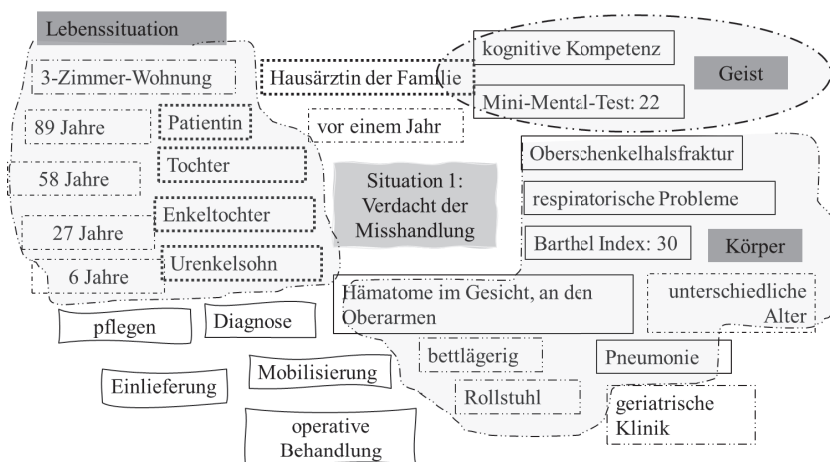 Lebenssituation
3-Zimmer-Wohnung
Hausärztin der Familie
kognitive Kompetenz
Geist
Mini-Mental-Test: 22
89 Jahre
Patientin
vor einem Jahr
58 Jahre
Tochter
27 Jahre
Enkeltochter
6 Jahre
Urenkelsohn
Situation 1:
Verdacht der
Misshandlung
Oberschenkelhalsfraktur
respiratorische Probleme
Barthel Index: 30
Körper
Hämatome im Gesicht, an den
Oberarmen
unterschiedliche
Alter
pflegen
Diagnose
bettlägerig
Pneumonie
Einlieferung
Mobilisierung
Rollstuhl
geriatrische
Klinik
operative
Behandlung